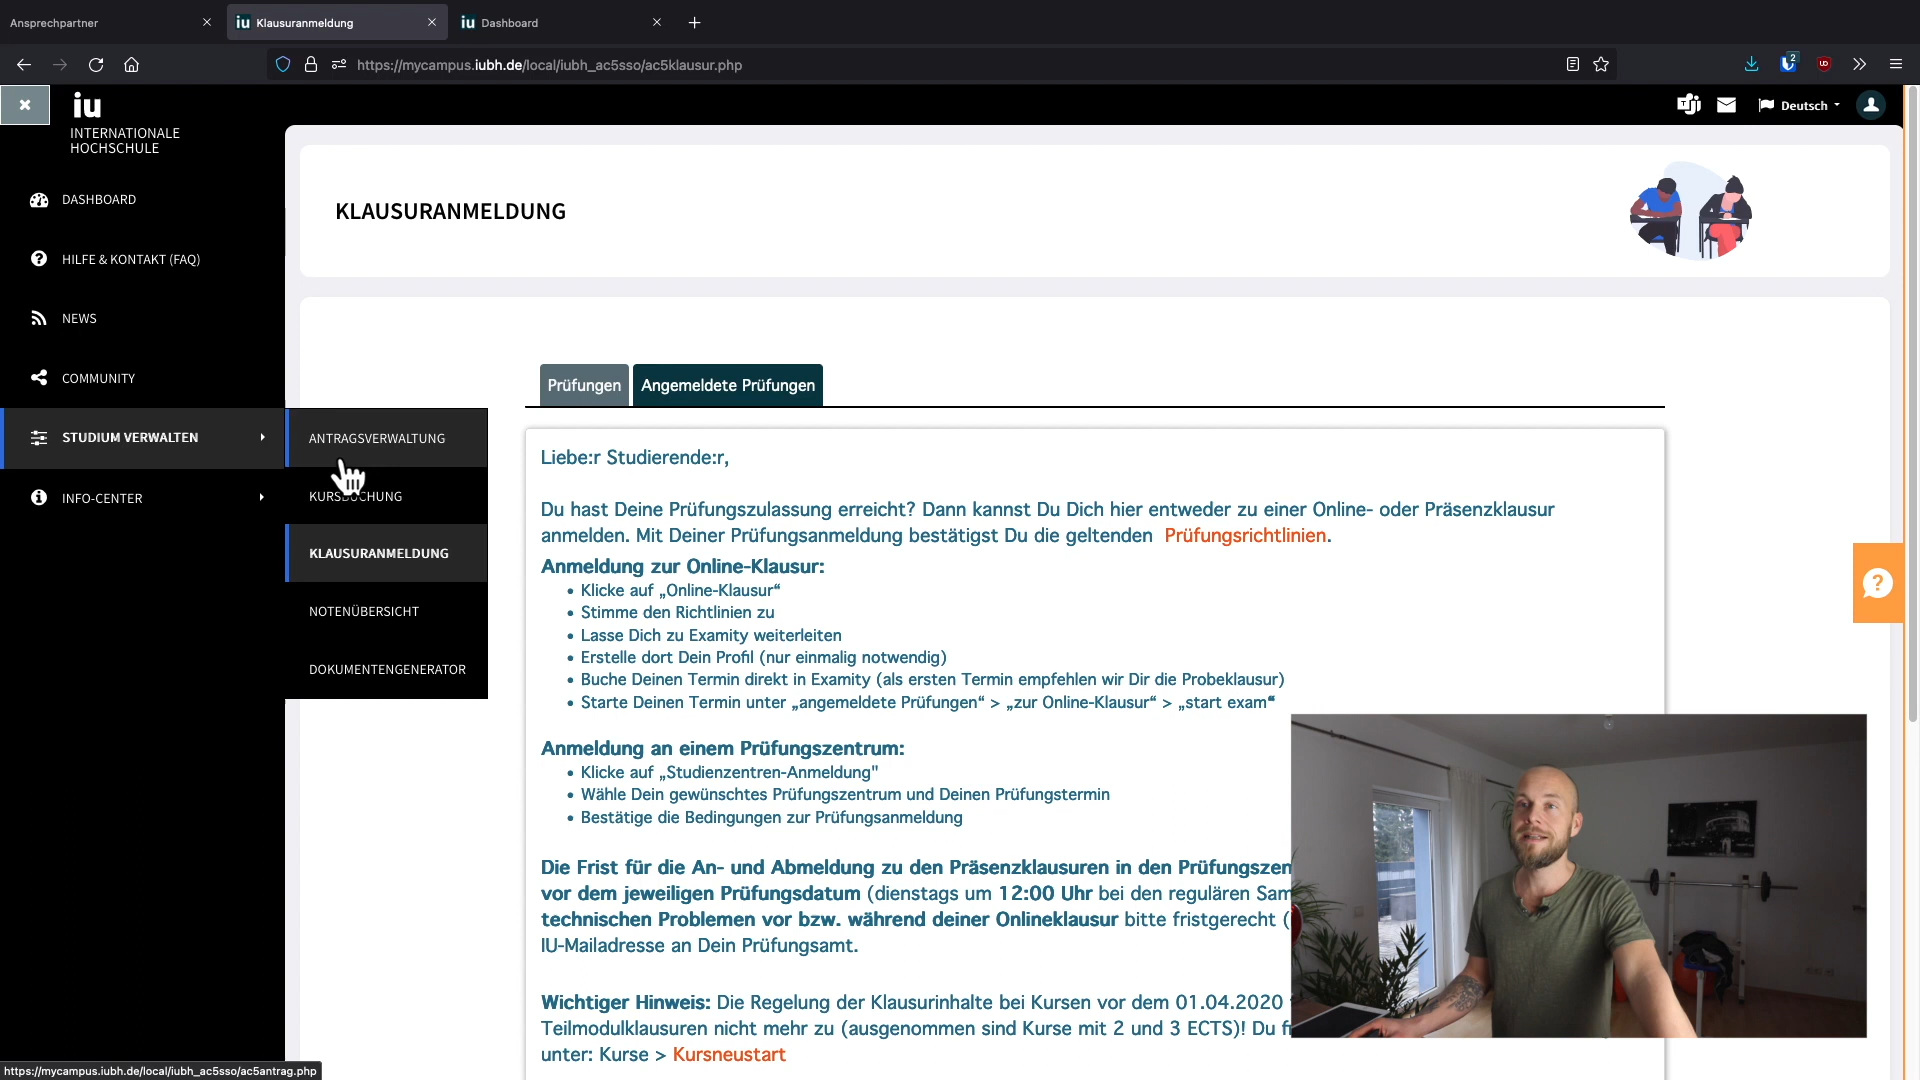 Ansprechpartner
iu Klausuranmeldung
iu Dashboard
https://mycampus.iubh.de/local/iubh_ac5sso/ac5klausur.php
2
iu
INTERNATIONALE
HOCHSCHULE
Deutsch
DASHBOARD
HILFE & KONTAKT (FAQ)
NEWS
COMMUNITY
STUDIUM VERWALTEN
INFO-CENTER
ANTRAGSVERWALTUNG
KURSBUCHUNG
KLAUSURANMELDUNG
NOTENÜBERSICHT
DOKUMENTENGENERATOR
KLAUSURANMELDUNG
Prüfungen
Angemeldete Prüfungen
Liebe:r Studierende:r,
Du hast Deine Prüfungszulassung erreicht? Dann kannst Du Dich hier entweder zu einer Online- oder Präsenzklausur
anmelden. Mit Deiner Prüfungsanmeldung bestätigst Du die geltenden Prüfungsrichtlinien.
Anmeldung zur Online-Klausur:
• Klicke auf „Online-Klausur“
• Stimme den Richtlinien zu
• Lasse Dich zu Examity weiterleiten
• Erstelle dort Dein Profil (nur einmalig notwendig)
• Buche Deinen Termin direkt in Examity (als ersten Termin empfehlen wir Dir die Probeklausur)
• Starte Deinen Termin unter „angemeldete Prüfungen“ > „zur Online-Klausur“ > „start exam“
Anmeldung an einem Prüfungszentrum:
• Klicke auf „Studienzentren-Anmeldung"
• Wähle Dein gewünschtes Prüfungszentrum und Deinen Prüfungstermin
• Bestätige die Bedingungen zur Prüfungsanmeldung
Die Frist für die An- und Abmeldung zu den Präsenzklausuren in den Prüfungszen
vor dem jeweiligen Prüfungsdatum (dienstags um 12:00 Uhr bei den regulären Sam
technischen Problemen vor bzw. während deiner Onlineklausur bitte fristgerecht (
IU-Mailadresse an Dein Prüfungsamt.
Wichtiger Hinweis: Die Regelung der Klausurinhalte bei Kursen vor dem 01.04.2020
Teilmodulklausuren nicht mehr zu (ausgenommen sind Kurse mit 2 und 3 ECTS)! Du f
unter: Kurse > Kursneustart
?
https://mycampus.iubh.de/local/iubh_ac5sso/ac5antrag.php